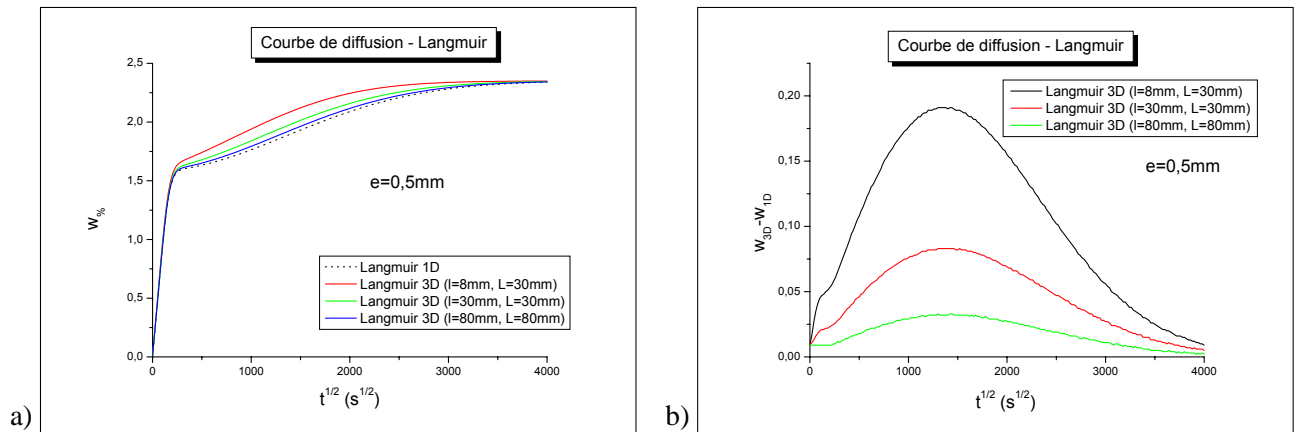 Courbe de diffusion - Langmuir
2,5
2,0
1,5
1,0
0,5
0,0
w%
e=0,5mm
Langmuir 1D
Langmuir 3D (l=8mm, L=30mm)
Langmuir 3D (l=30mm, L=30mm)
Langmuir 3D (l=80mm, L=80mm)
0 1000 2000 3000 4000
t^1/2 (s^1/2)
a)
Courbe de diffusion - Langmuir
Langmuir 3D (l=8mm, L=30mm)
Langmuir 3D (l=30mm, L=30mm)
Langmuir 3D (l=80mm, L=80mm)
e=0,5mm
0,20
0,15
0,10
0,05
0,00
w3D-w1D
0 1000 2000 3000 4000
t^1/2 (s^1/2)
b)